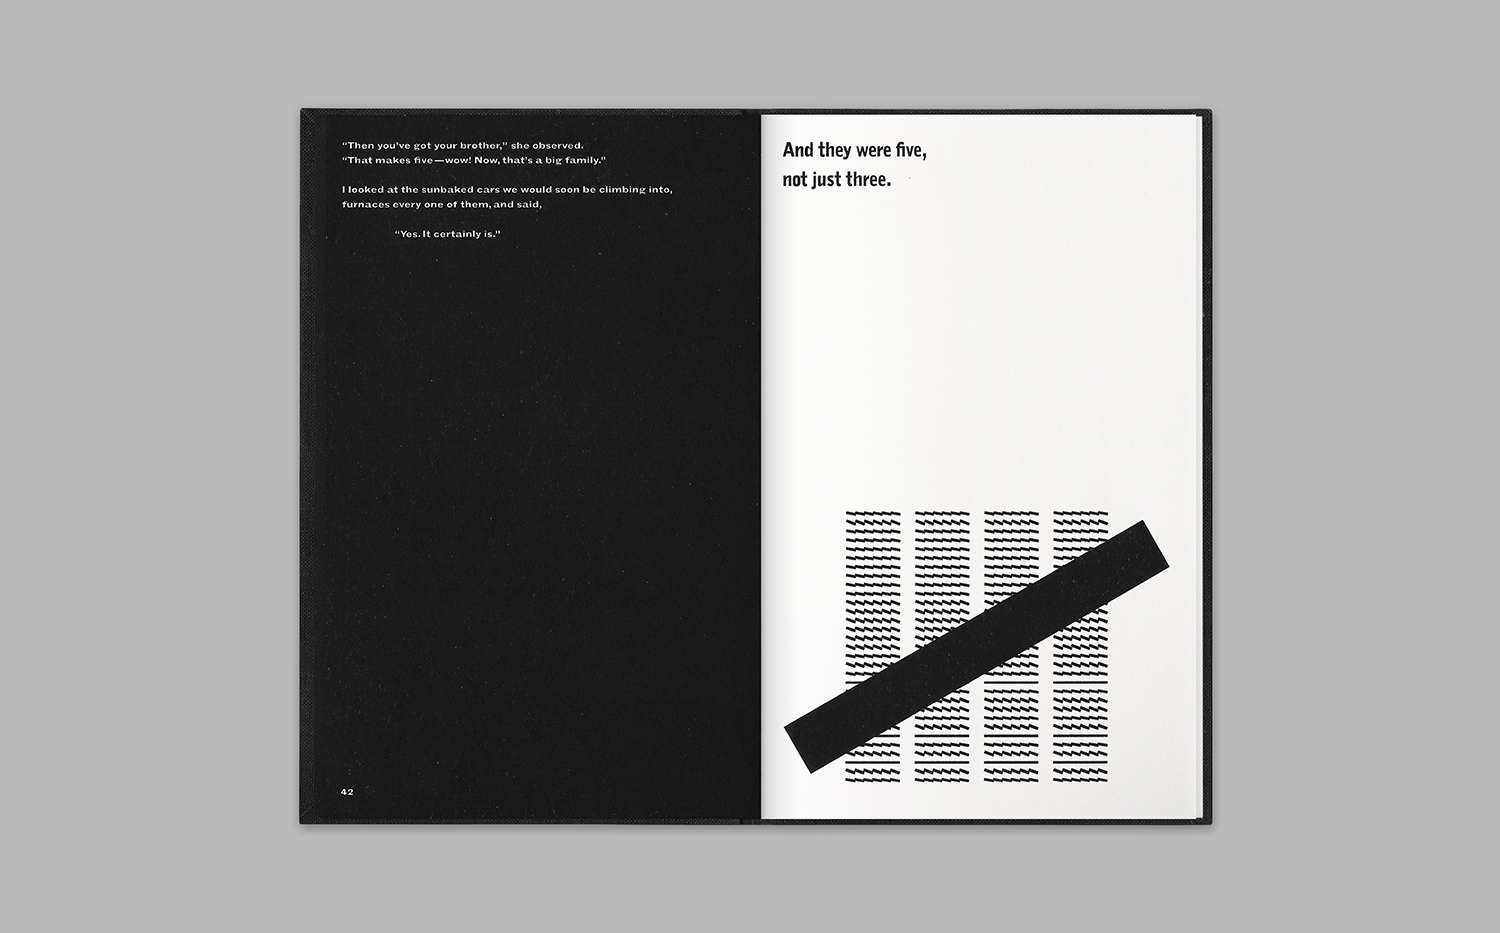 “Then you’ve got your brother,” she observed.
“That makes five—wow! Now, that’s a big family.”
I looked at the sunbaked cars we would soon be climbing into,
furnaces every one of them, and said,
“Yes. It certainly is.”
42
And they were five,
not just three.